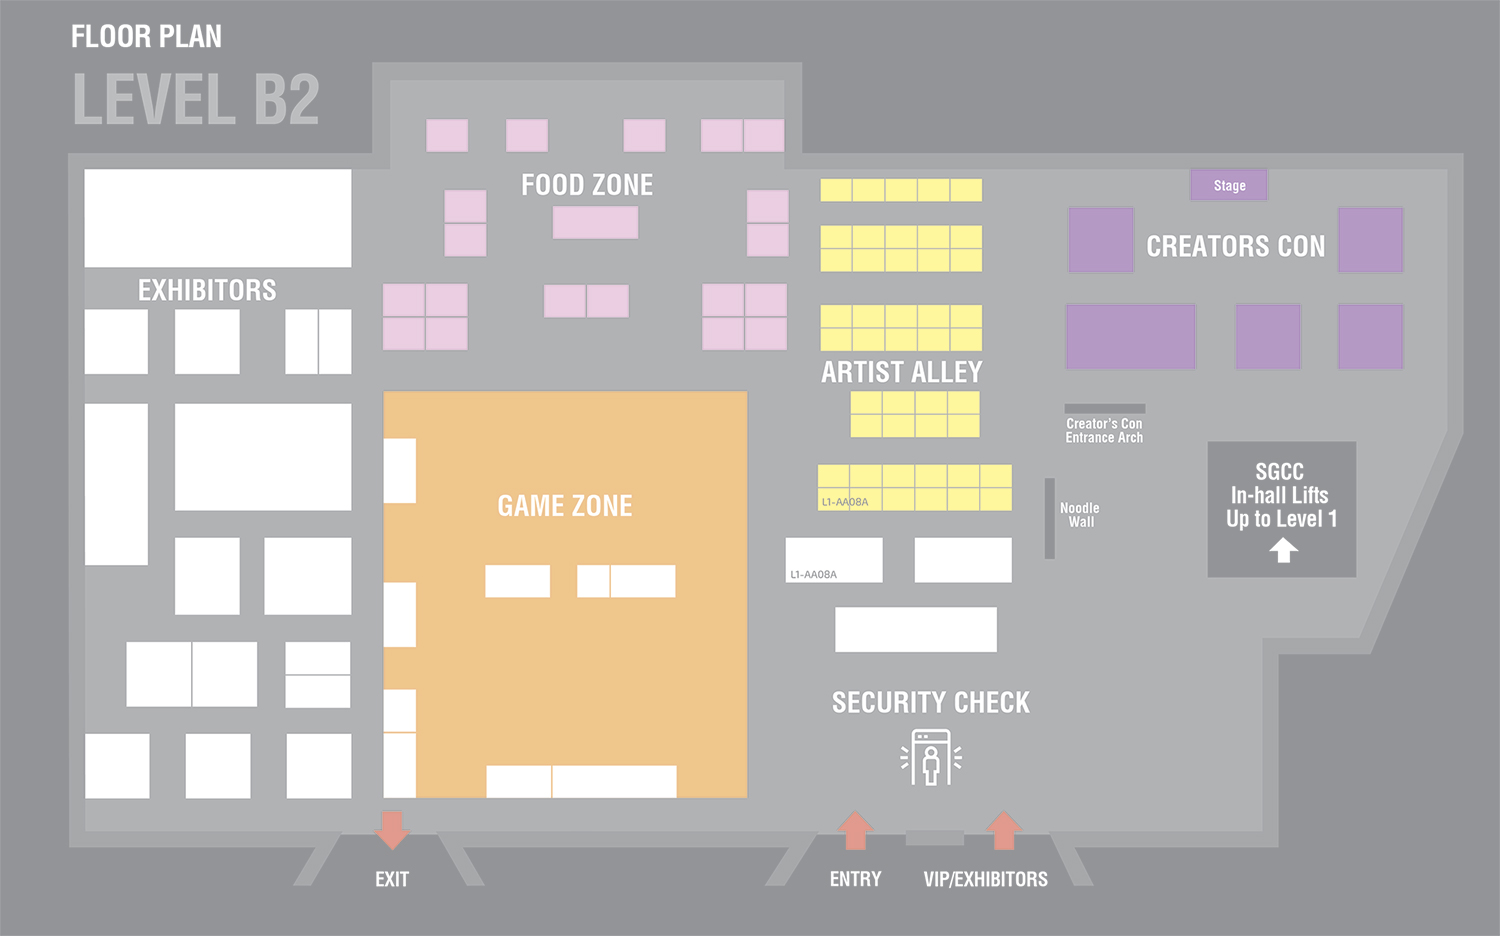 FLOOR PLAN
LEVEL B2
Stage
FOOD ZONE
CREATORS CON
EXHIBITORS
ARTIST ALLEY
Creator's Con
Entrance Arch
SGCC
In-hall Lifts
Up to Level 1
GAME ZONE
L1-AA08A
Noodle
Wall
L1-AA08A
SECURITY CHECK
EXIT
ENTRY
VIP/EXHIBITORS